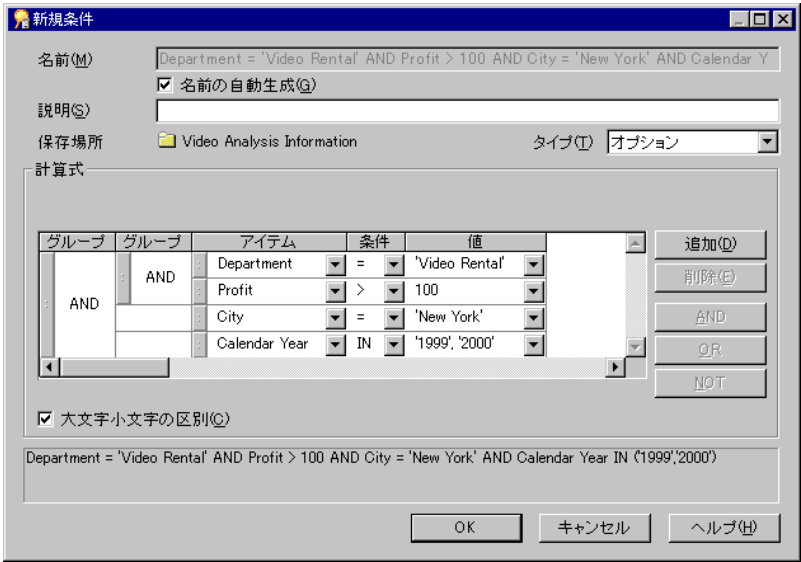 新規条件
名前(M) Department = 'Video Rental' AND Profit > 100 AND City = 'New York' AND Calendar Y
名前の自動生成(G)
説明(S)
保存場所 Video Analysis Information タイプ(T) オプション
計算式
グループ グループ アイテム 条件 値 追加(D)
AND AND Department = 'Video Rental'
Profit > 100 削除(E)
City = 'New York' AND
Calendar Year IN '1999', '2000' OR
NOT
大文字小文字の区別(C)
Department = 'Video Rental' AND Profit > 100 AND City = 'New York' AND Calendar Year IN ('1999','2000')
OK キャンセル ヘルプ(H)